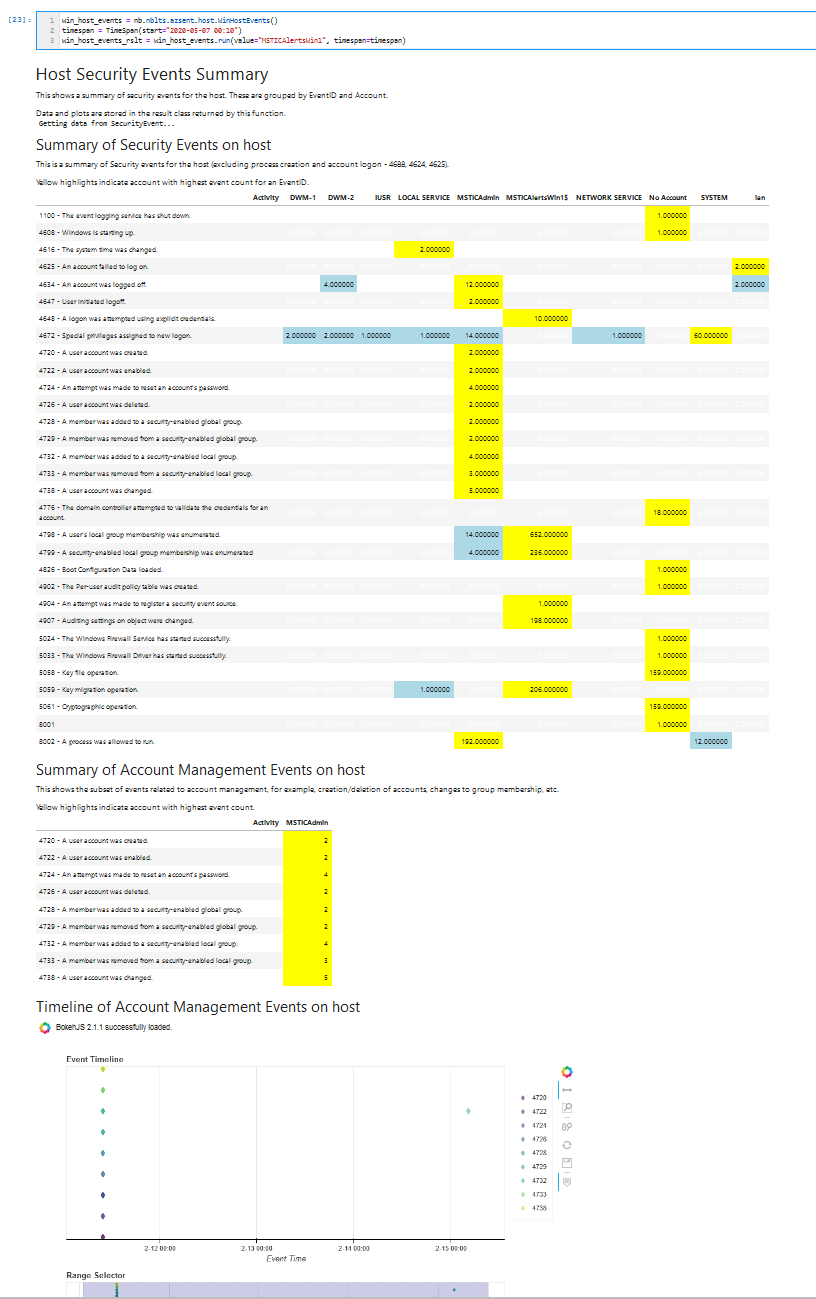 [23]:
1 win_host_events = nb.nblts.azsent.host.WinHostEvents()
2 timespan = TimeSpan(start="2020-05-07 00:10")
3 win_host_events_rslt = win_host_events.run(value="MSTICAlertsWin1", timespan=timespan)
Host Security Events Summary
This shows a summary of security events for the host. These are grouped by EventID and Account.
Data and plots are stored in the result class returned by this function.
Getting data from SecurityEvent...
Summary of Security Events on host
This is a summary of Security events for the host (excluding process creation and account logon - 4688, 4624, 4625).
Yellow highlights indicate account with highest event count for an EventID.
Activity DWM-1 DWM-2 IUSR LOCAL SERVICE MSTICAdmin MSTICAlertsWin1$ NETWORK SERVICE No Account SYSTEM ian
1100 - The event logging service has shut down. 1.000000
4608 - Windows is starting up. 1.000000
4616 - The system time was changed. 2.000000
4625 - An account failed to log on. 2.000000
4634 - An account was logged off. 4.000000 12.000000 2.000000
4647 - User initiated logoff. 2.000000
4648 - A logon was attempted using explicit credentials. 10.000000
4672 - Special privileges assigned to new logon. 2.000000 2.000000 1.000000 1.000000 14.000000 1.000000 60.000000
4720 - A user account was created. 2.000000
4722 - A user account was enabled. 2.000000
4724 - An attempt was made to reset an account's password. 4.000000
4726 - A user account was deleted. 2.000000
4728 - A member was added to a security-enabled global group. 2.000000
4729 - A member was removed from a security-enabled global group. 2.000000
4732 - A member was added to a security-enabled local group. 4.000000
4733 - A member was removed from a security-enabled local group. 3.000000
4738 - A user account was changed. 5.000000
4776 - The domain controller attempted to validate the credentials for an
account. 18.000000
4798 - A user's local group membership was enumerated. 14.000000 652.000000
4799 - A security-enabled local group membership was enumerated 4.000000 236.000000
4826 - Boot Configuration Data loaded. 1.000000
4902 - The Per-user audit policy table was created. 1.000000
4904 - An attempt was made to register a security event source. 1.000000
4907 - Auditing settings on object were changed. 198.000000
5024 - The Windows Firewall Service has started successfully. 1.000000
5033 - The Windows Firewall Driver has started successfully. 1.000000
5058 - Key file operation. 159.000000
5059 - Key migration operation. 1.000000 206.000000
5061 - Cryptographic operation. 159.000000
8001 1.000000
8002 - A process was allowed to run. 192.000000 12.000000
Summary of Account Management Events on host
This shows the subset of events related to account management, for example, creation/deletion of accounts, changes to group membership, etc.
Yellow highlights indicate account with highest event count.
Activity MSTICAdmin
4720 - A user account was created. 2
4722 - A user account was enabled. 2
4724 - An attempt was made to reset an account's password. 4
4726 - A user account was deleted. 2
4728 - A member was added to a security-enabled global group. 2
4729 - A member was removed from a security-enabled global group. 2
4732 - A member was added to a security-enabled local group. 4
4733 - A member was removed from a security-enabled local group. 3
4738 - A user account was changed. 5
Timeline of Account Management Events on host
BokehJS 2.1.1 successfully loaded.
Event Timeline
4720
4722
4724
4726
4728
4729
4732
4733
4738
2-12 00:00 2-13 00:00 2-14 00:00 2-15 00:00
Event Time
Range Selector